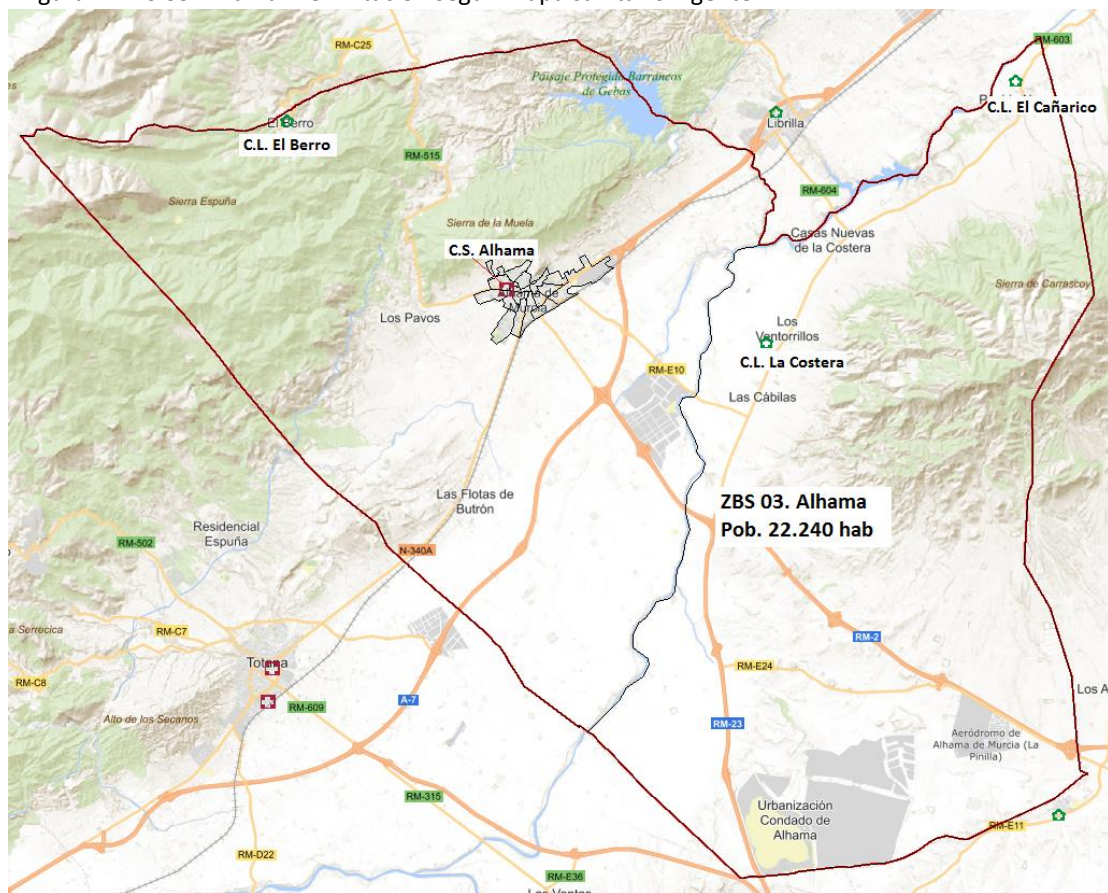 RM-C25
RM-603
Paisaje Protegido Barrancos
de Gebas
C.L. El Cañarico
El Berro
Librilla
C.L. El Berro
RM-515
RM-604
Sierra Espuña
Sierra de la Muela
Casas Nuevas
de la Costera
C.S. Alhama
Sierra de Carrascoy
Alhama de
Murcia
Los Pavos
Los
Ventorrillos
C.L. La Costera
RM-E10
Las Cábilas
Las Flotas de
Butrón
ZBS 03. Alhama
Pob. 22.240 hab
Residencial
Espuña
RM-502
N-340A
RM-C7
RM-2
Totana
RM-E24
RM-C8
Los A
A-7
RM-609
Alto de los Secanos
RM-23
Aeródromo de
Alhama de Murcia (La
Pinilla)
RM-315
Urbanización
Condado de
Alhama
RM-E11
RM-D22
RM-E36